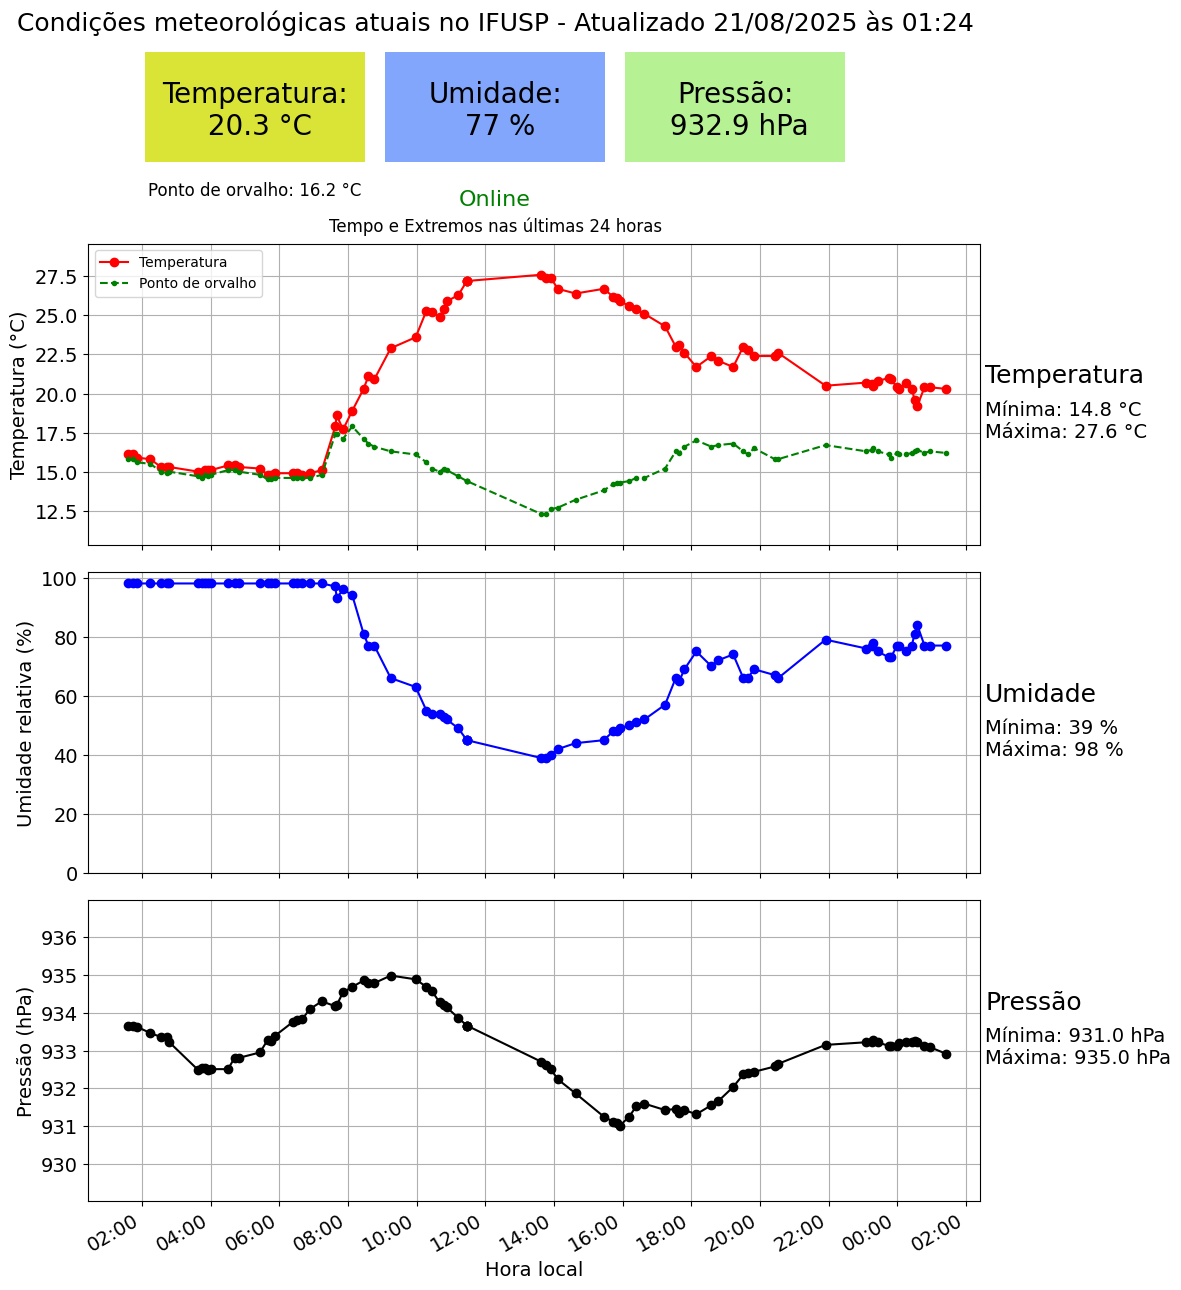 Condições meteorológicas atuais no IFUSP - Atualizado 21/08/2025 às 01:24
Temperatura:
20.3 °C
Umidade:
77 %
Pressão:
932.9 hPa
Ponto de orvalho: 16.2 °C
Online
Tempo e Extremos nas últimas 24 horas
Temperatura
Ponto de orvalho
Temperatura (°C)
27.5
25.0
22.5
20.0
17.5
15.0
12.5
Temperatura
Mínima: 14.8 °C
Máxima: 27.6 °C
Umidade relativa (%)
100
80
60
40
20
0
Umidade
Mínima: 39 %
Máxima: 98 %
Pressão (hPa)
936
935
934
933
932
931
930
Pressão
Mínima: 931.0 hPa
Máxima: 935.0 hPa
02:00
04:00
06:00
08:00
10:00
12:00
14:00
16:00
18:00
20:00
22:00
00:00
02:00
Hora local